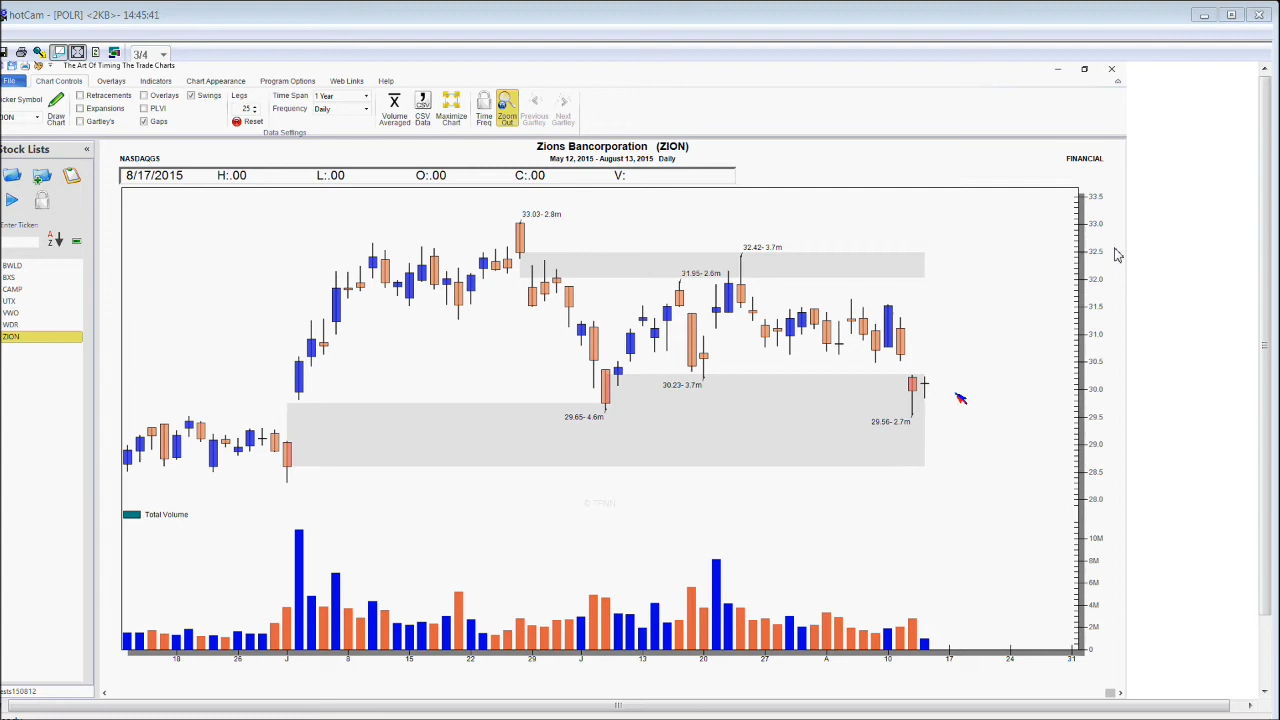 hotCam - [POLR] <2KB>- 14:45:41
3/4
The Art Of Timing The Trade Charts
File Chart Controls Overlays Indicators Chart Appearance Program Options Web Links Help
icker Symbol Retracements Overlays Swings Legs Time Span 1 Year
Expansions PLVI 25 Frequency Daily
ION Gartley's Gaps Reset
Draw Chart
Volume Averaged
CSV Data
Maximize Chart
Time Freq
Zoom Out
Previous Gartley
Next Gartley
Data Settings
Stock Lists «
Enter Ticker:
A
Z
BWLD
BXS
CAMP
UTX
VWO
WDR
ZION
ests150812
Zions Bancorporation (ZION)
NASDAQGS May 12, 2015 - August 13, 2015 Daily FINANCIAL
8/17/2015 H:.00 L:.00 O:.00 C:.00 V:
33.03- 2.8m
32.42- 3.7m
31.95- 2.6m
30.23- 3.7m
29.65- 4.6m
29.56- 2.7m
33.5
33.0
32.5
32.0
31.5
31.0
30.5
30.0
29.5
29.0
28.5
28.0
© TFNN
Total Volume
10M
8M
6M
4M
2M
0
18 26 J 8 15 22 29 J 13 20 27 A 10 17 24 31